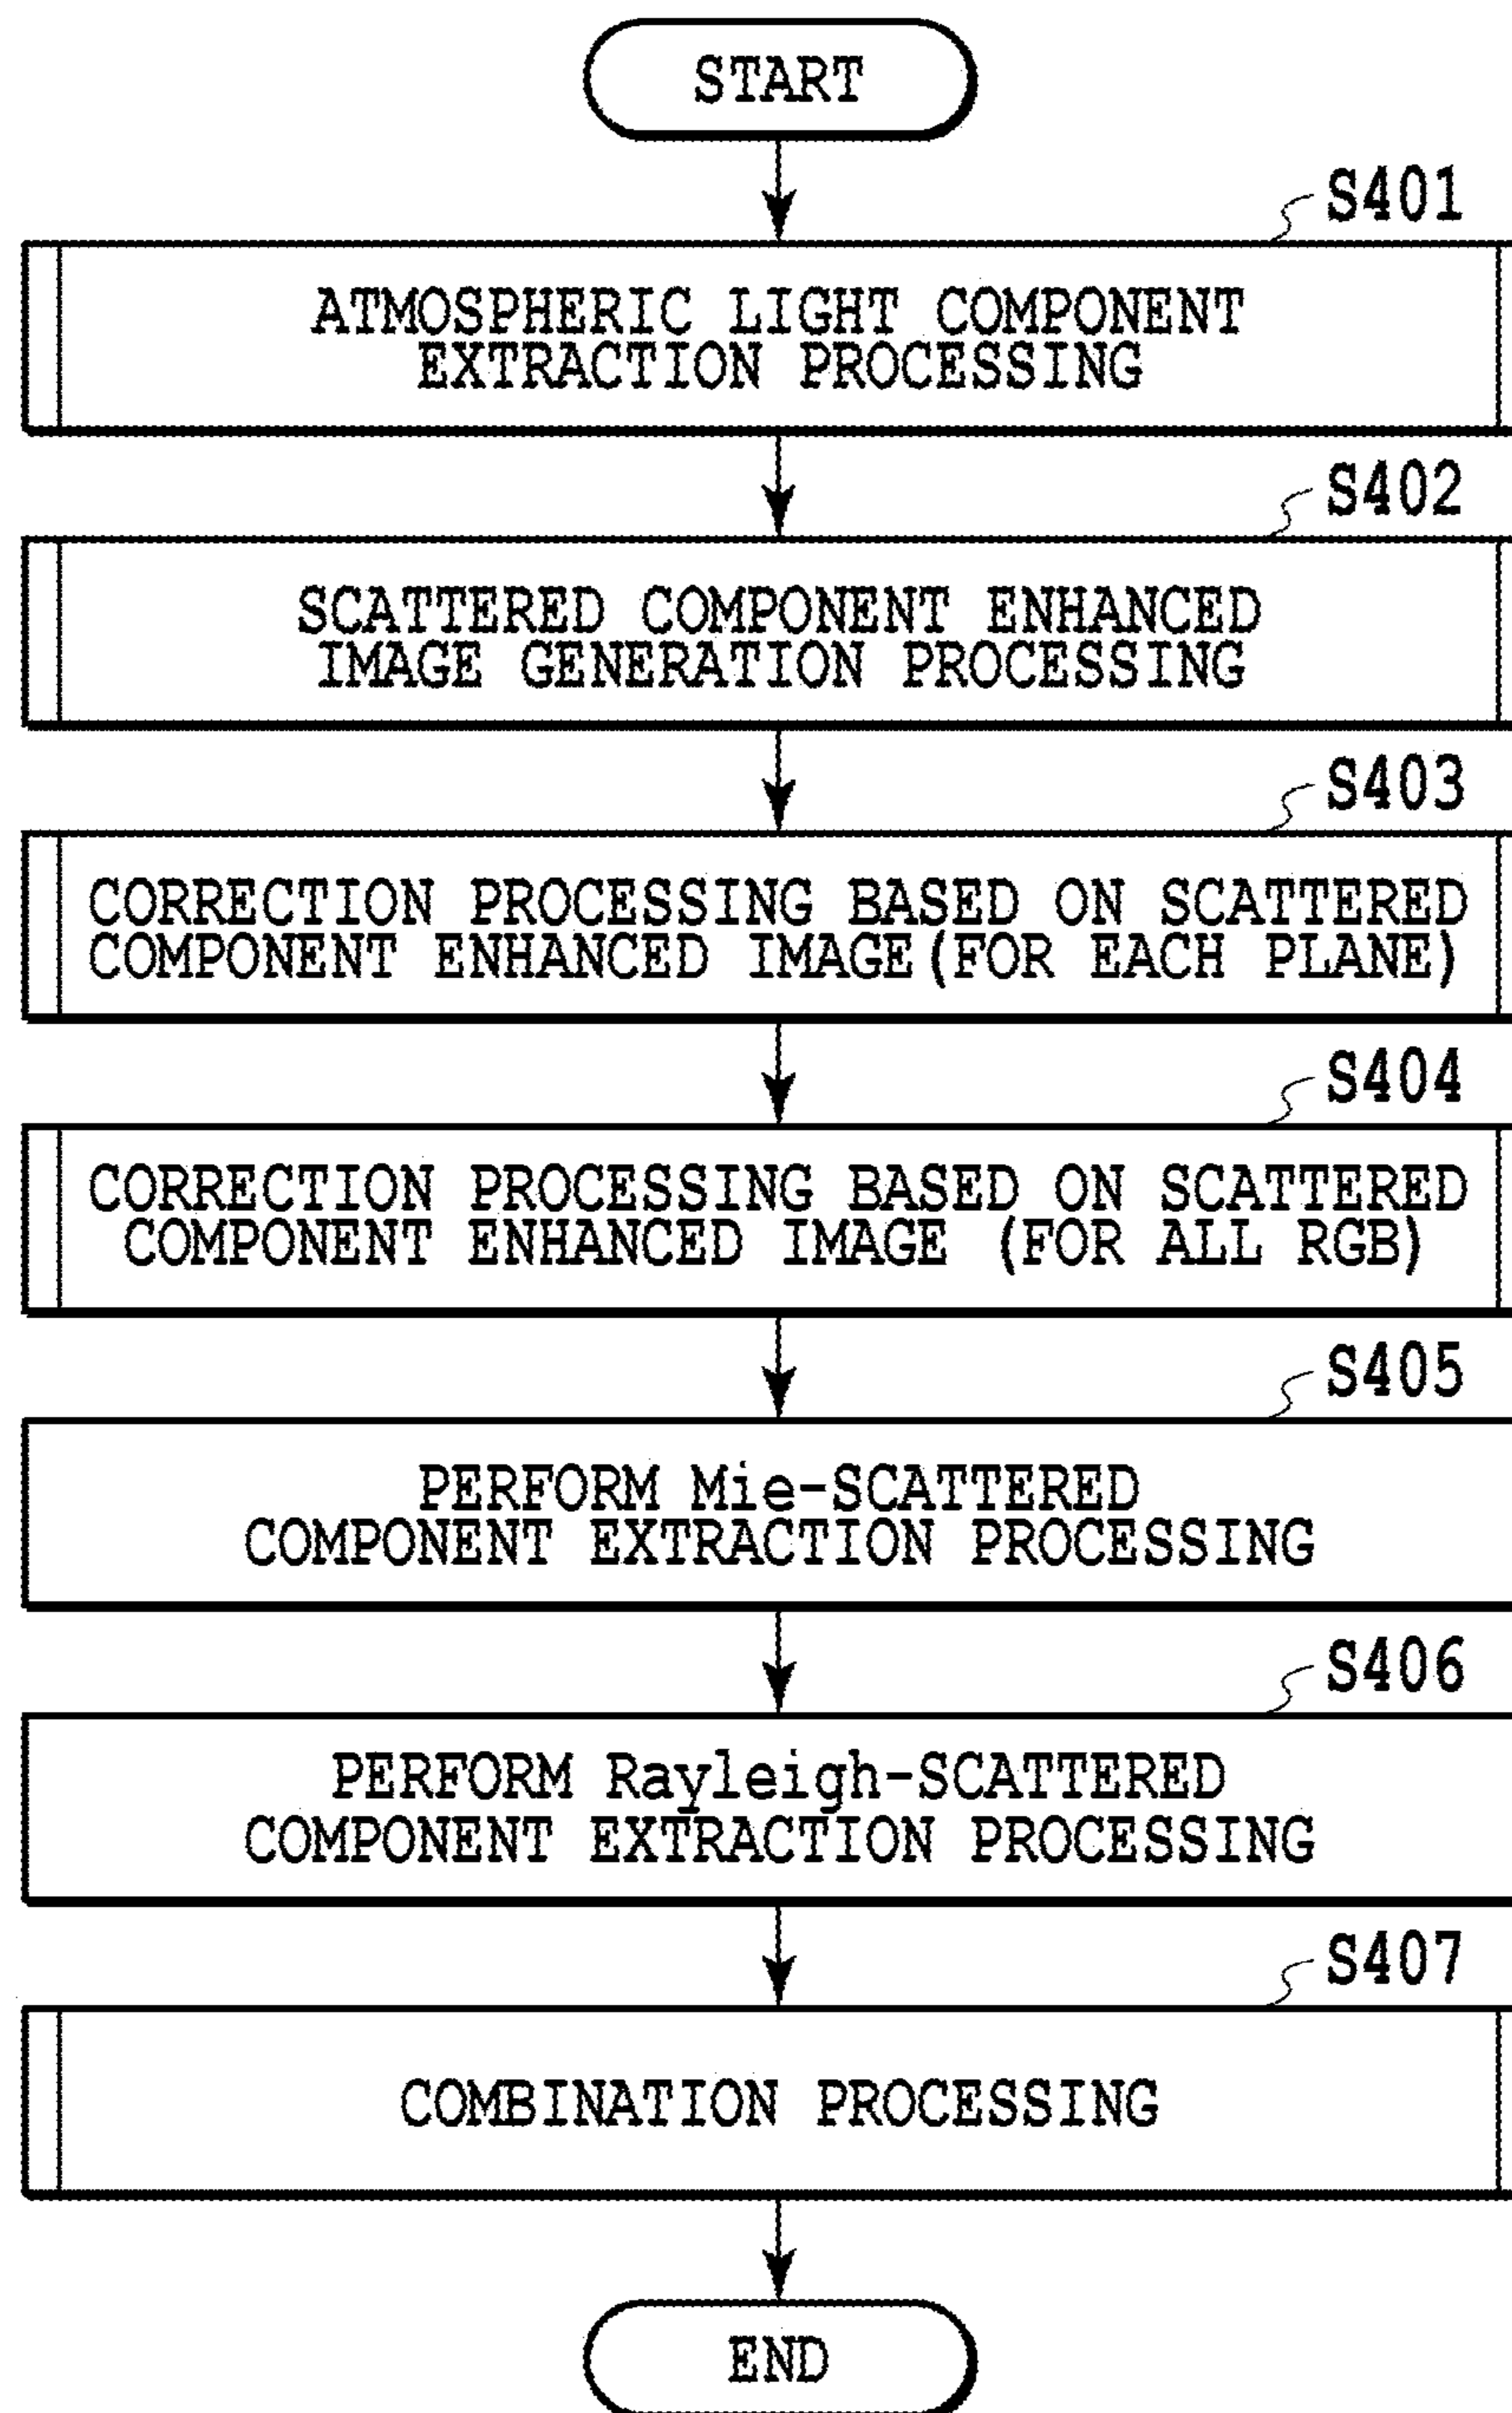 START
S401
ATMOSPHERIC LIGHT COMPONENT
EXTRACTION PROCESSING
S402
SCATTERED COMPONENT ENHANCED
IMAGE GENERATION PROCESSING
S403
CORRECTION PROCESSING BASED ON SCATTERED
COMPONENT ENHANCED IMAGE(FOR EACH PLANE)
S404
CORRECTION PROCESSING BASED ON SCATTERED
COMPONENT ENHANCED IMAGE (FOR ALL RGB)
S405
PERFORM Mie-SCATTERED
COMPONENT EXTRACTION PROCESSING
S406
PERFORM Rayleigh-SCATTERED
COMPONENT EXTRACTION PROCESSING
S407
COMBINATION PROCESSING
END